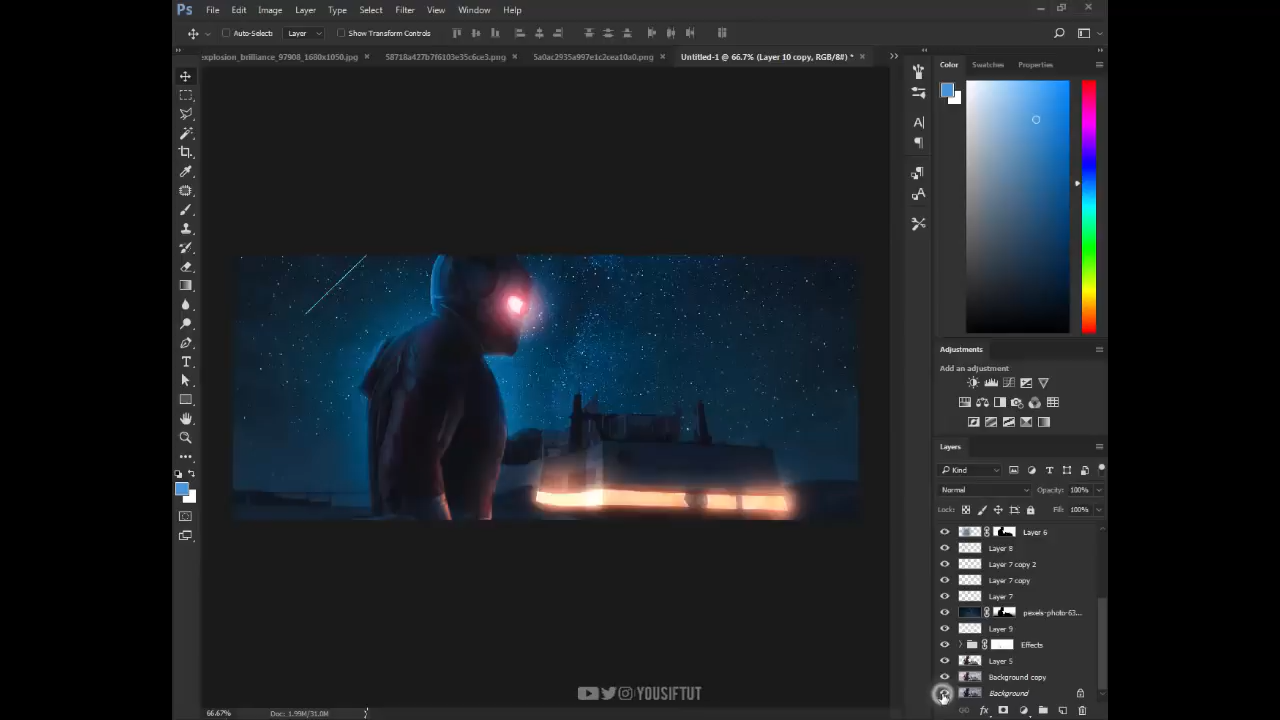 Ps File Edit Image Layer Type Select Filter View Window Help
Auto-Select: Layer Show Transform Controls
explosion_brilliance_97908_1680x1050.jpg × 58718a427b7f6103e35c6ce3.png × 5a0ac2935a997e1c2cea10a0.png × Untitled-1 @ 66.7% (Layer 10 copy, RGB/8#) * ×
Color Swatches Properties
Adjustments
Add an adjustment
Layers
Kind
Normal Opacity: 100%
Lock: Fill: 100%
Layer 6
Layer 8
Layer 7 copy 2
Layer 7 copy
Layer 7
pexels-photo-63...
Layer 9
Effects
Layer 5
Background copy
Background
YOUSIFTUT
66.67% Doc: 1.99M/31.0M